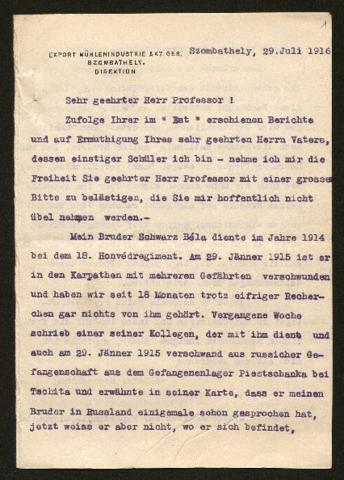 1
EXPORT MÜHLENINDUSTRIE AKT. GES.
SZOMBATHELY.
DIREKTION
Szombathely, 29.Juli 1916
Sehr geehrter Herr Professor !
Zufolge Ihrer im " Est " erschienen Berichte
und auf Ermuthigung Ihres sehr geehrten Herrn Vaters,
dessen einstiger Schüler ich bin - nehme ich mir die
Freiheit Sie geehrter Herr Professor mit einer grossen
Bitte zu belästigen, die Sie mir hoffentlich nicht
übel nehmen werden.-
Mein Bruder Schwarz Béla diente im Jahre 1914
bei dem 18. Honvédregiment. Am 29. Jänner 1915 ist er
in den Karpathen mit mehreren Gefährten verschwunden
und haben wir seit 18 Monaten trotz eifriger Recher-
chen gar nichts von ihm gehört. Vergangene Woche
schrieb einer seiner Kollegen, der mit ihm diente und
auch am 29. Jänner 1915 verschwand aus russicher Ge-
fangenschaft aus dem Gefangenenlager Piestschanka bei
Tschita und erwähnte in seiner Karte, dass er meinen
Bruder in Russland einigemale schon gesprochen hat,
jetzt weiss er aber nicht, wo er sich befindet,